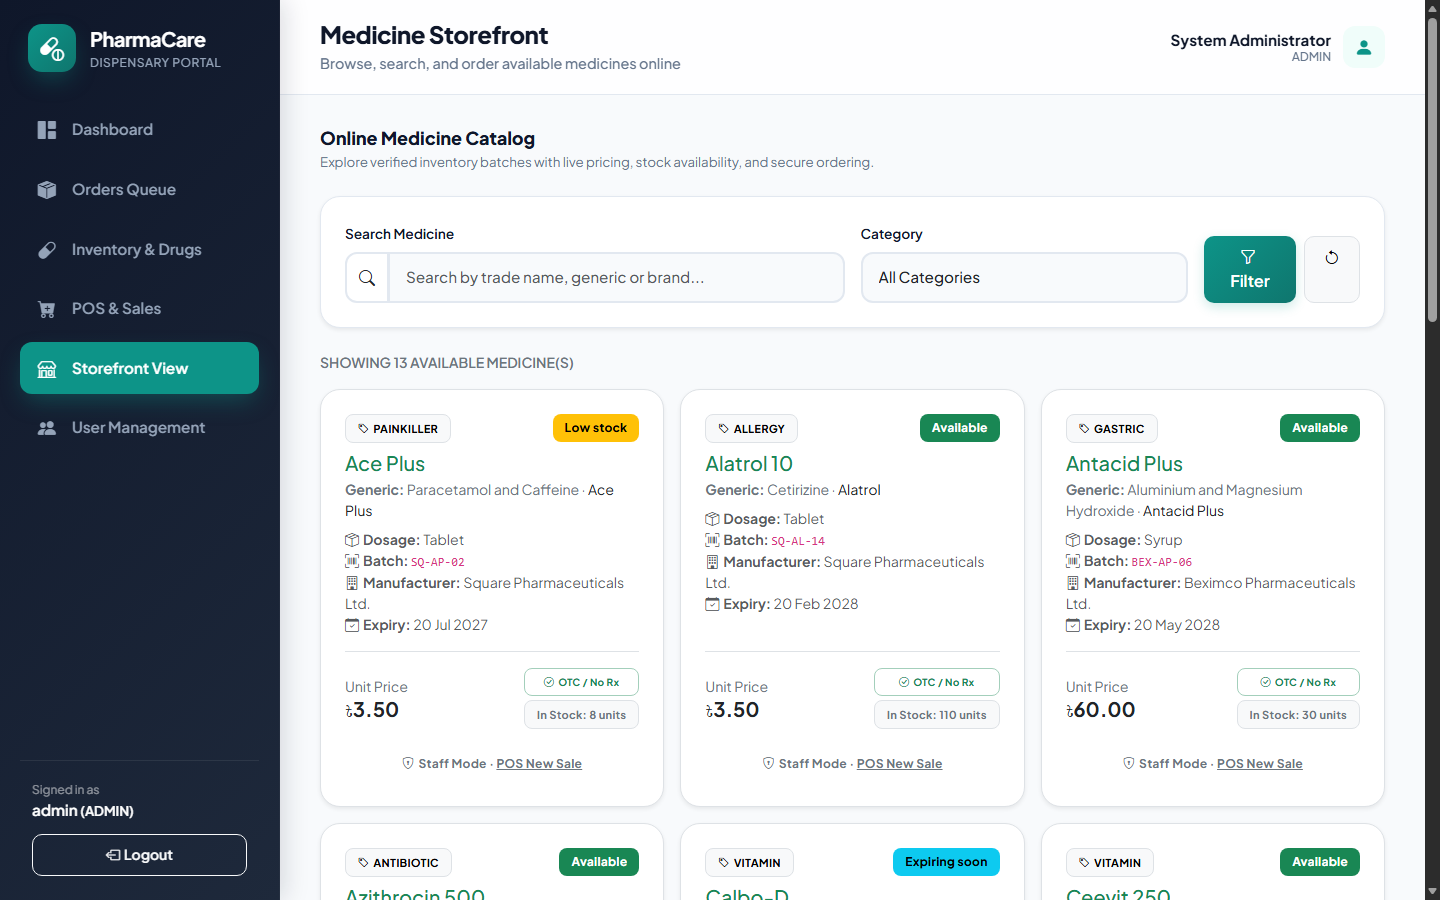 PharmaCare
DISPENSARY PORTAL
Dashboard
Orders Queue
Inventory & Drugs
POS & Sales
Storefront View
User Management
Signed in as
admin (ADMIN)
Logout
Medicine Storefront
Browse, search, and order available medicines online
System Administrator
ADMIN
Online Medicine Catalog
Explore verified inventory batches with live pricing, stock availability, and secure ordering.
Search Medicine
Search by trade name, generic or brand...
Category
All Categories
Filter
SHOWING 13 AVAILABLE MEDICINE(S)
PAINKILLER
Low stock
Ace Plus
Generic: Paracetamol and Caffeine · Ace
Plus
Dosage: Tablet
Batch: SQ-AP-02
Manufacturer: Square Pharmaceuticals
Ltd.
Expiry: 20 Jul 2027
Unit Price
৳3.50
OTC / No Rx
In Stock: 8 units
Staff Mode · POS New Sale
ALLERGY
Available
Alatrol 10
Generic: Cetirizine · Alatrol
Dosage: Tablet
Batch: SQ-AL-14
Manufacturer: Square Pharmaceuticals
Ltd.
Expiry: 20 Feb 2028
Unit Price
৳3.50
OTC / No Rx
In Stock: 110 units
Staff Mode · POS New Sale
GASTRIC
Available
Antacid Plus
Generic: Aluminium and Magnesium
Hydroxide · Antacid Plus
Dosage: Syrup
Batch: BEX-AP-06
Manufacturer: Beximco Pharmaceuticals
Ltd.
Expiry: 20 May 2028
Unit Price
৳60.00
OTC / No Rx
In Stock: 30 units
Staff Mode · POS New Sale
ANTIBIOTIC
Available
Azithrocin 500
VITAMIN
Expiring soon
Calbo-D
VITAMIN
Available
Ceevit 250